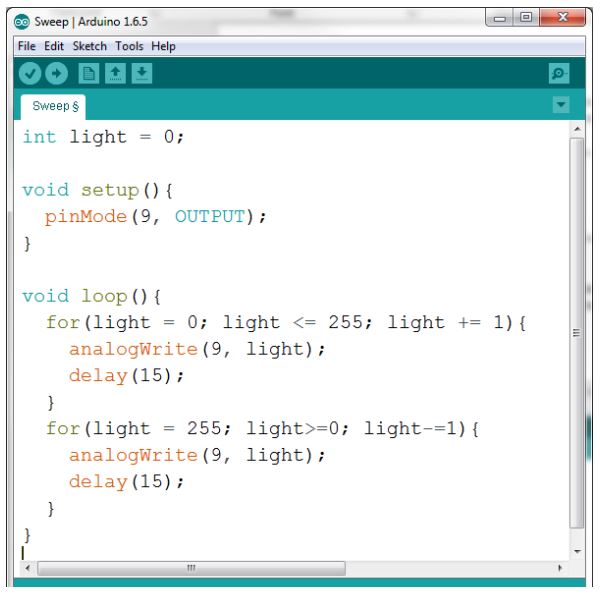 Sweep | Arduino 1.6.5
File Edit Sketch Tools Help
Sweep §
int light = 0;

void setup(){
  pinMode(9, OUTPUT);
}

void loop(){
  for(light = 0; light <= 255; light += 1){
    analogWrite(9, light);
    delay(15);
  }
  for(light = 255; light>=0; light-=1){
    analogWrite(9, light);
    delay(15);
  }
}